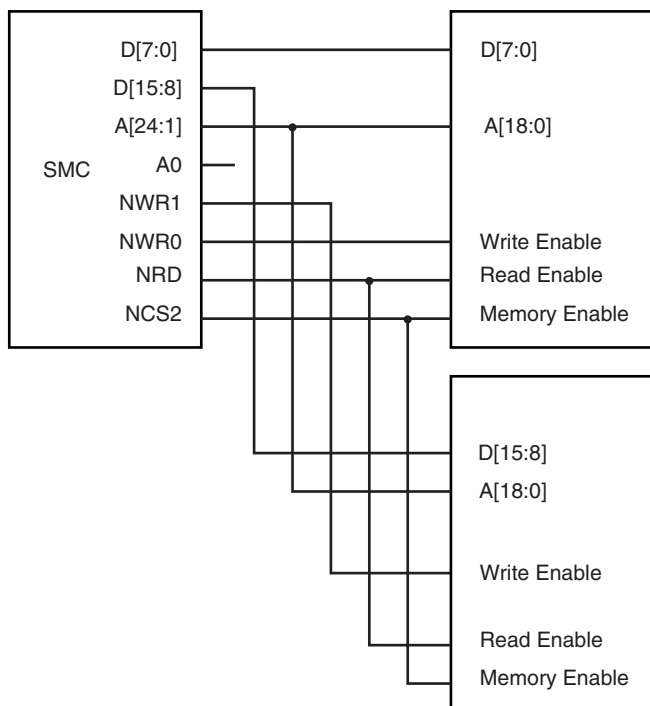 D[7:0]
D[15:8]
A[24:1]
SMC
A0
NWR1
NWR0
NRD
NCS2
D[7:0]
A[18:0]
Write Enable
Read Enable
Memory Enable
D[15:8]
A[18:0]
Write Enable
Read Enable
Memory Enable